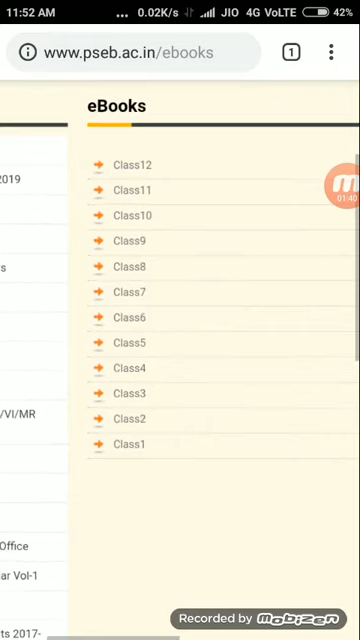 11:52 AM ... 0.02K/s JIO 4G VoLTE 42%
www.pseb.ac.in/ebooks 1
eBooks
Class12
2019
Class11
Class10
Class9
s
Class8
Class7
Class6
Class5
Class4
Class3
/VI/MR
Class2
Class1
01:40
Office
ar Vol-1
Recorded by mobizen
ts 2017-